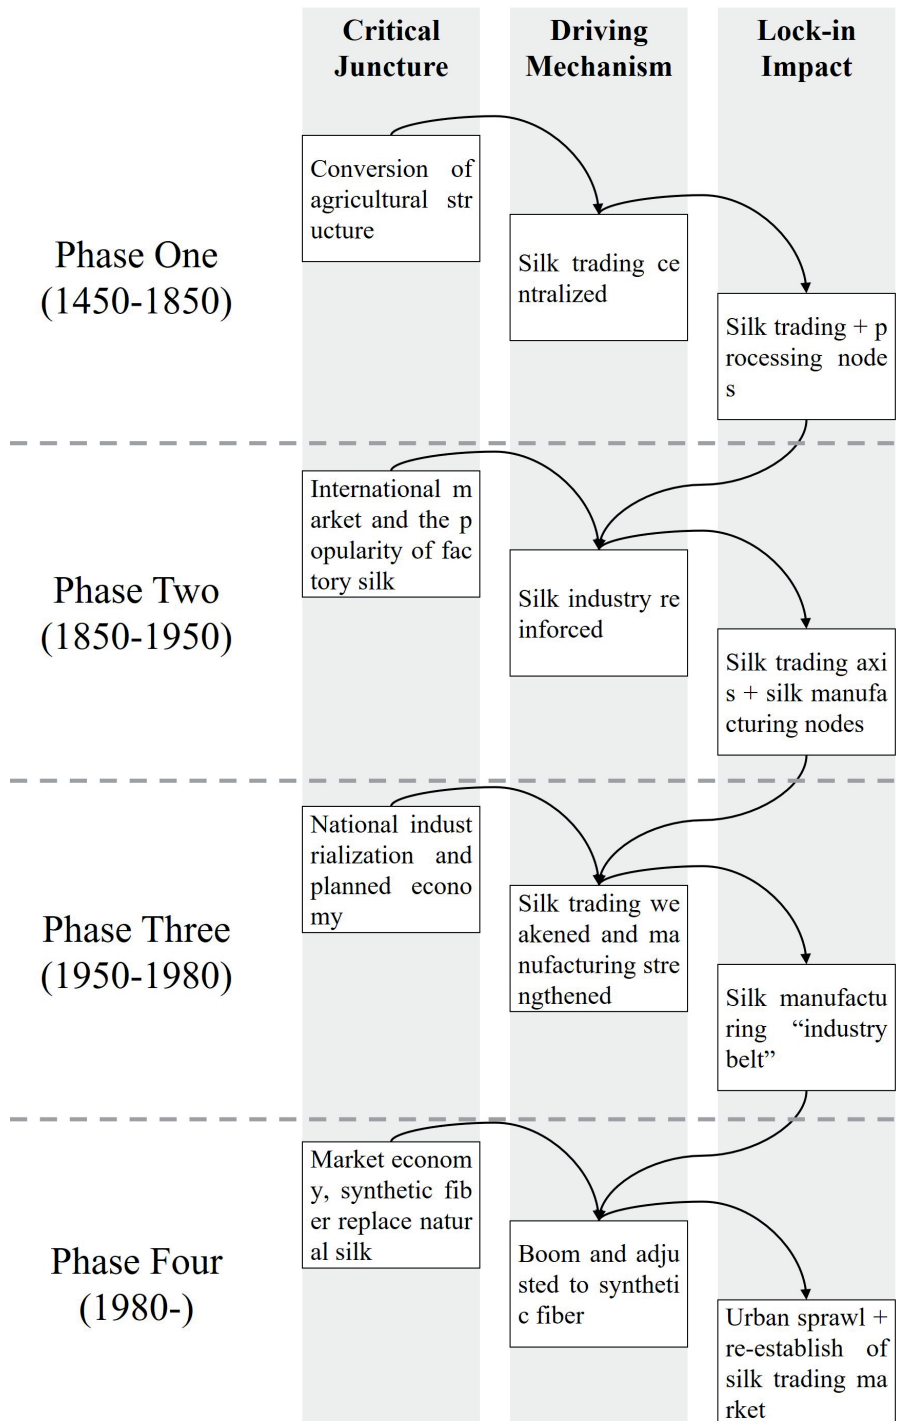 Critical
Juncture
Driving
Mechanism
Lock-in
Impact
Phase One
(1450-1850)
Conversion of
agricultural str
ucture
Silk trading ce
ntralized
Silk trading + p
rocessing node
s
Phase Two
(1850-1950)
International m
arket and the p
opularity of fac
tory silk
Silk industry re
inforced
Silk trading axi
s + silk manufa
cturing nodes
Phase Three
(1950-1980)
National indust
rialization and
planned econo
my
Silk trading we
akened and ma
nufacturing stre
ngthened
Silk manufactu
ring “industry
belt”
Phase Four
(1980-)
Market econom
y, synthetic fib
er replace natur
al silk
Boom and adju
sted to syntheti
c fiber
Urban sprawl +
re-establish of
silk trading ma
rket